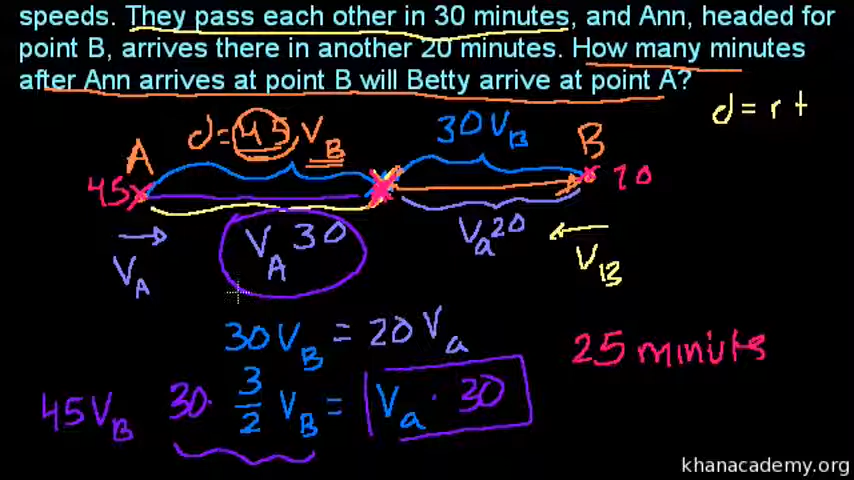 speeds. They pass each other in 30 minutes, and Ann, headed for
point B, arrives there in another 20 minutes. How many minutes
after Ann arrives at point B will Betty arrive at point A?
d = r t
d = 45 V_B
30 V_B
A
B
45
20
V_A 30
V_a 20
V_A
V_B
30 V_B = 20 V_a
25 minutes
45 V_B
30 · 3/2 V_B = V_a · 30
khanacademy.org